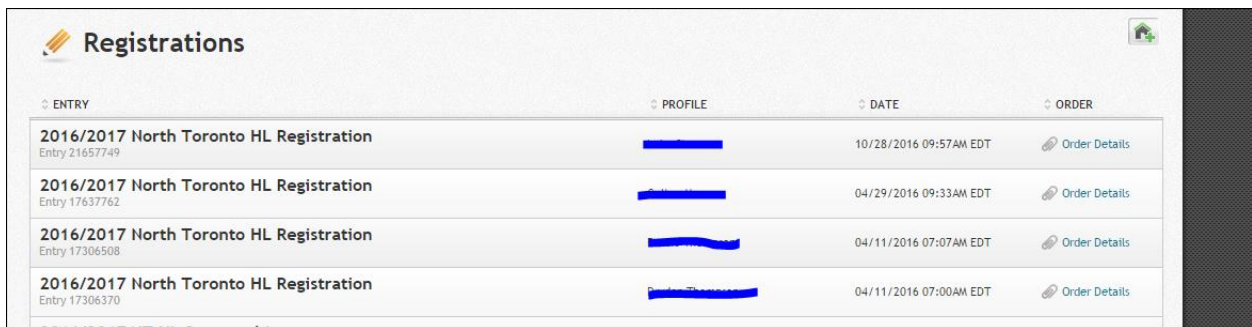 Registrations
ENTRY PROFILE DATE ORDER
2016/2017 North Toronto HL Registration 10/28/2016 09:57AM EDT Order Details
Entry 21657749
2016/2017 North Toronto HL Registration 04/29/2016 09:33AM EDT Order Details
Entry 17637762
2016/2017 North Toronto HL Registration 04/11/2016 07:07AM EDT Order Details
Entry 17306508
2016/2017 North Toronto HL Registration 04/11/2016 07:00AM EDT Order Details
Entry 17306370